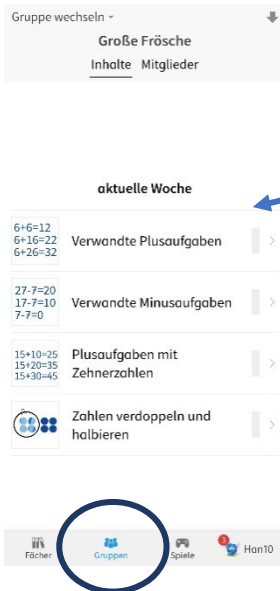 Gruppe wechseln
Große Frösche
Inhalte Mitglieder
aktuelle Woche
6+6=12
6+16=22
6+26=32
Verwandte Plusaufgaben
27-7=20
17-7=10
7-7=0
Verwandte Minusaufgaben
15+10=25
15+20=35
15+30=45
Plusaufgaben mit
Zehnerzahlen
Zahlen verdoppeln und
halbieren
Fächer
Gruppen
Spiele
3
Han10